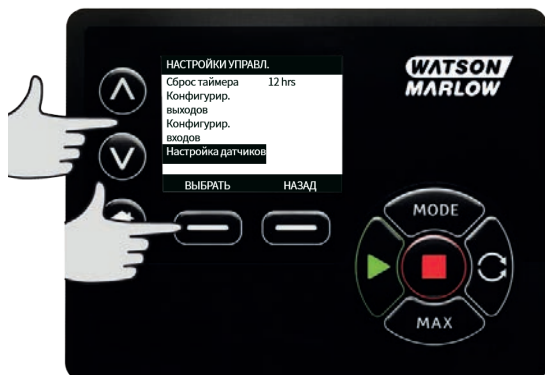 НАСТРОЙКИ УПРАВЛ.
Сброс таймера 12 hrs
Конфигурир.
выходов
Конфигурир.
входов
Настройка датчиков
ВЫБРАТЬ НАЗАД
WATSON
MARLOW
MODE
MAX